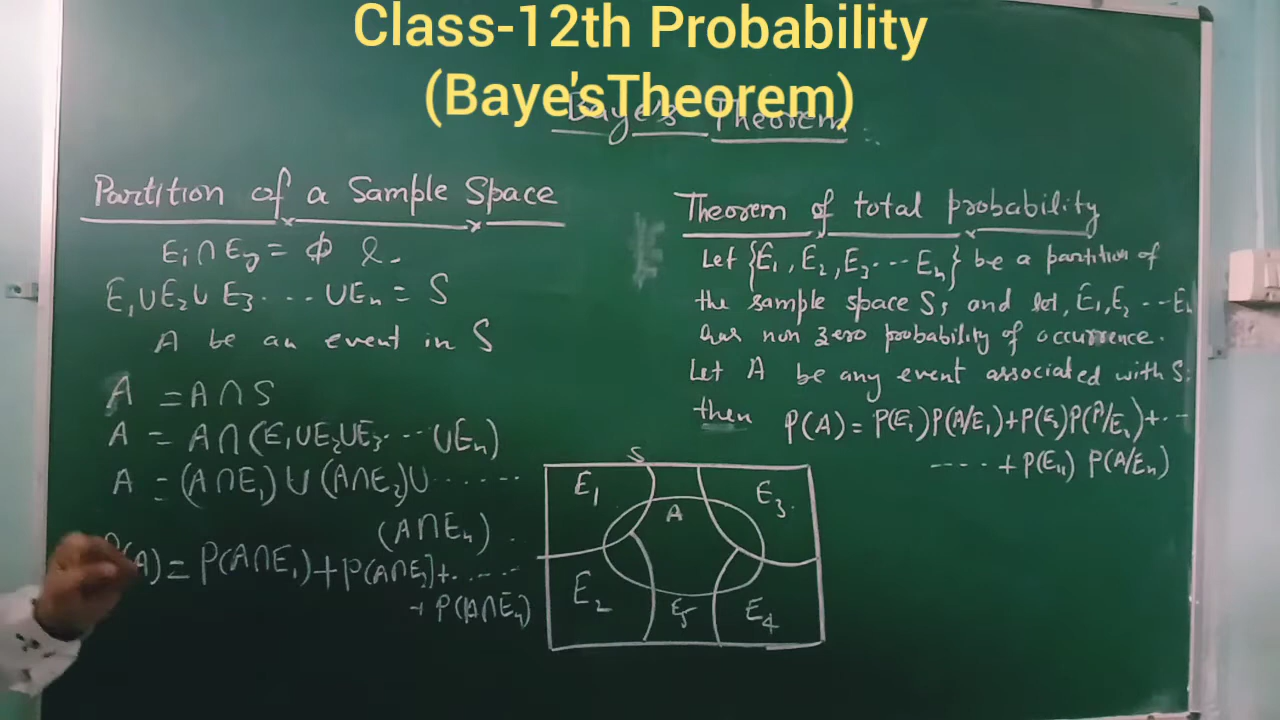 Class-12th Probability
(Baye'sTheorem)
Baye's Theorem
Partition of a Sample Space
Ei ∩ Ej = Φ &
E1 ∪ E2 ∪ E3 .... ∪ En = S
A be an event in S
A = A ∩ S
A = A ∩ (E1 ∪ E2 ∪ E3 .... ∪ En)
A = (A ∩ E1) ∪ (A ∩ E2) ∪ ......
(A ∩ En).
P(A) = P(A ∩ E1) + P(A ∩ E2) + ......
+ P(A ∩ En)
Theorem of total probability
Let {E1, E2, E3 .... En} be a partition of
the sample space S, and let, E1, E2 ... En
has non zero probability of occurrence.
Let A be any event associated with S.
then P(A) = P(E1) P(A/E1) + P(E2) P(A/E2) + ...
.... + P(En) P(A/En)
S
E1
A
E3
E2
E5
E4